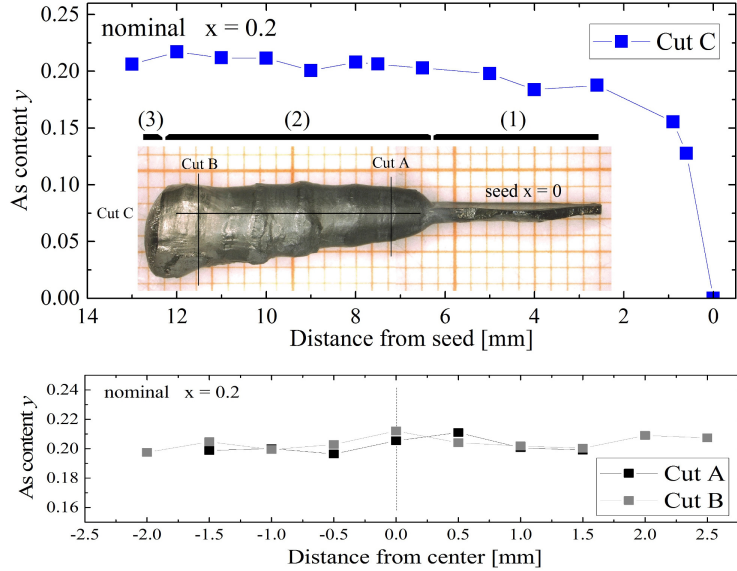 nominal x = 0.2
Cut C
As content y
0.25
0.20
0.15
0.10
0.05
0.00
(3)
(2)
(1)
Cut B
Cut A
seed x = 0
Cut C
14
12
10
8
6
4
2
0
Distance from seed [mm]
nominal x = 0.2
As content y
0.24
0.22
0.20
0.18
0.16
Cut A
Cut B
-2.5
-2.0
-1.5
-1.0
-0.5
0.0
0.5
1.0
1.5
2.0
2.5
Distance from center [mm]